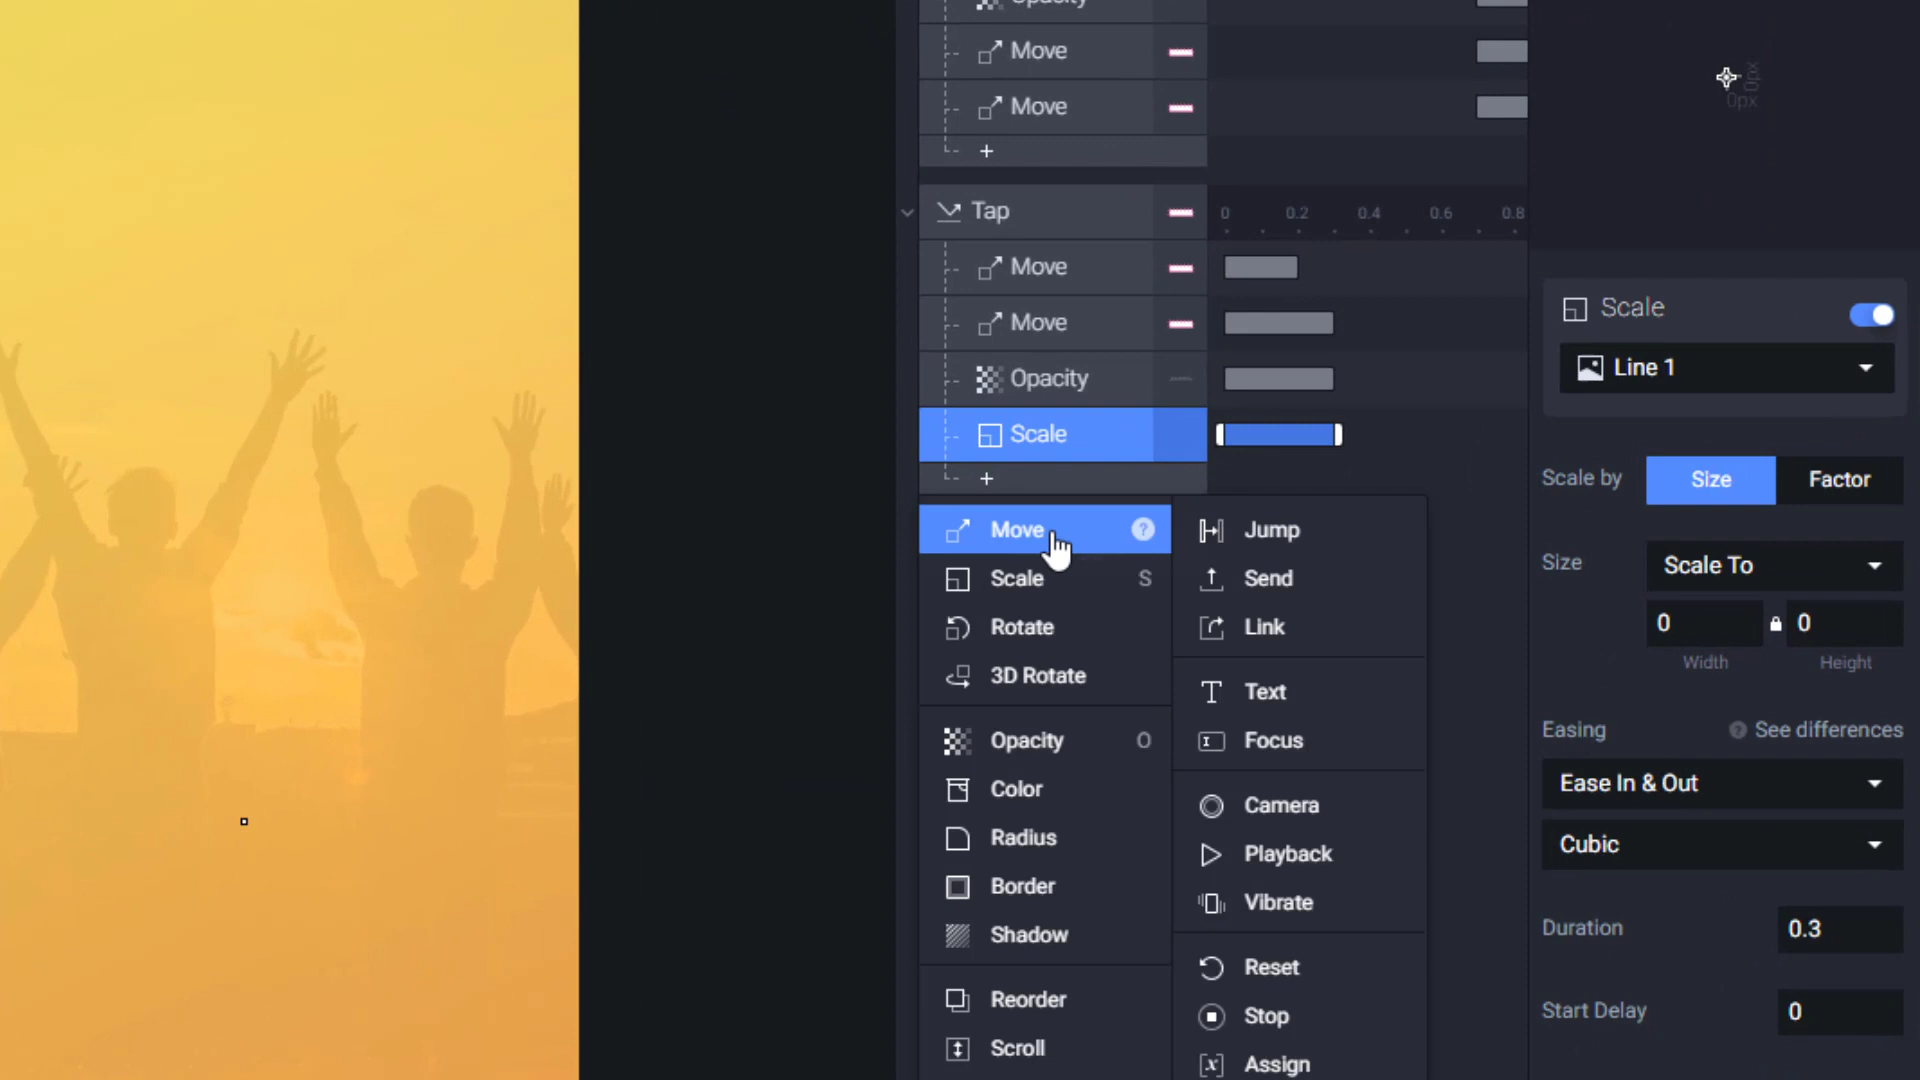 Opacity
Move
Move
+
Tap
0 0.2 0.4 0.6 0.8
Move
Move
Opacity
Scale
+
Move ?
Scale S
Rotate
3D Rotate
Opacity O
Color
Radius
Border
Shadow
Reorder
Scroll
Jump
Send
Link
Text
Focus
Camera
Playback
Vibrate
Reset
Stop
Assign
0px
0px
Scale
Line 1
Scale by Size Factor
Size Scale To
0 0
Width Height
Easing ? See differences
Ease In & Out
Cubic
Duration 0.3
Start Delay 0